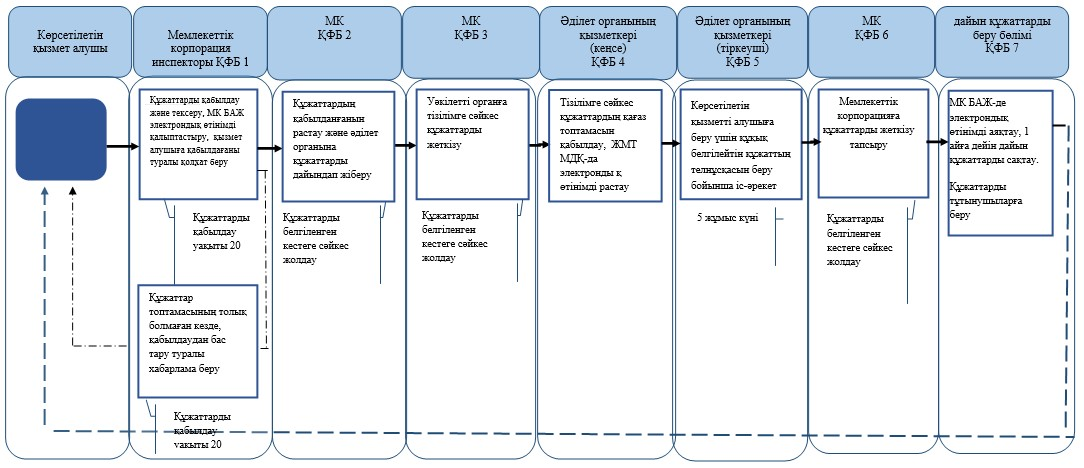 Көрсетілетін
қызмет алушы
Мемлекеттік
корпорация
инспекторы ҚФБ 1
МК
ҚФБ 2
МК
ҚФБ 3
Әділет органының
қызметкері
(кеңсе)
ҚФБ 4
Әділет органының
қызметкері
(тіркеуші)
ҚФБ 5
МК
ҚФБ 6
дайын құжаттарды
беру бөлімі
ҚФБ 7
Құжаттарды қабылдау
және тексеру, МК БАЖ
электрондық өтінімді
қалыптастыру, қызмет
алушыға қабылдағаны
туралы қолхат беру
Құжаттарды
қабылдау
уақыты 20
Құжаттар
топтамасының толық
болмаған кезде,
қабылдаудан бас
тару туралы
хабарлама беру
Құжаттарды
қабылдау
уақыты 20
Құжаттардың
қабылданғанын
растау және әділет
органына
құжаттарды
дайындап жіберу
Құжаттарды
белгіленген
кестеге сәйкес
жолдау
Уәкілетті органға
тізілімге сәйкес
құжаттарды
жеткізу
Құжаттарды
белгіленген
кестеге сәйкес
жолдау
Тізілімге сәйкес
құжаттардың қағаз
топтамасын
қабылдау, ЖМТ
МДҚ-да
электронды қ
өтінімді растау
Көрсетілетін
қызметті алушыға
беру үшін құқық
белгілейтін құжаттың
телнұсқасын беру
бойынша іс-әрекет
5 жұмыс күні
Мемлекеттік
корпорацияға
құжаттарды жеткізу
тапсыру
Құжаттарды
белгіленген
кестеге сәйкес
жолдау
МК БАЖ-де
электрондық
өтінімді аяқтау, 1
айға дейін дайын
құжаттарды сақтау.
Құжаттарды
тұтынушыларға
беру